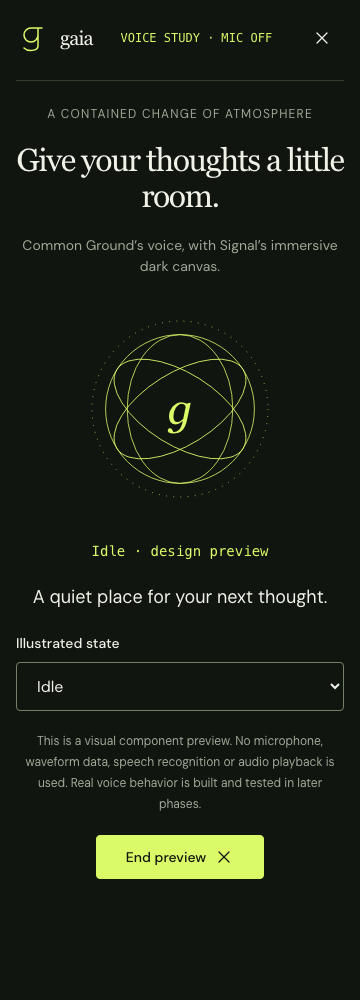 g gaia VOICE STUDY · MIC OFF
A CONTAINED CHANGE OF ATMOSPHERE
Give your thoughts a little
room.
Common Ground’s voice, with Signal’s immersive
dark canvas.
g
Idle · design preview
A quiet place for your next thought.
Illustrated state
Idle
This is a visual component preview. No microphone,
waveform data, speech recognition or audio playback is
used. Real voice behavior is built and tested in later
phases.
End preview